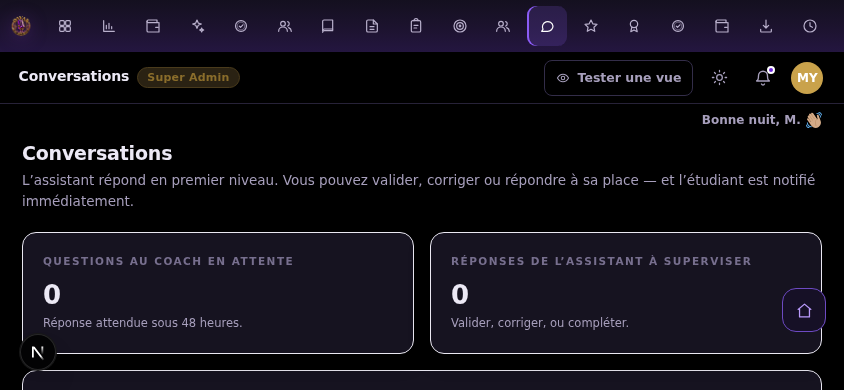 Conversations
Super Admin
Tester une vue
MY
Bonne nuit, M. 👋🏼
Conversations
L’assistant répond en premier niveau. Vous pouvez valider, corriger ou répondre à sa place — et l’étudiant est notifié
immédiatement.
QUESTIONS AU COACH EN ATTENTE
0
Réponse attendue sous 48 heures.
RÉPONSES DE L’ASSISTANT À SUPERVISER
0
Valider, corriger, ou compléter.
N